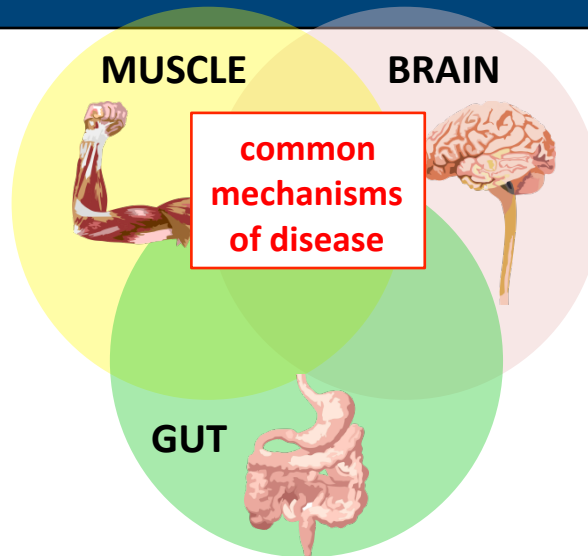 MUSCLE
BRAIN
common
mechanisms
of disease
GUT